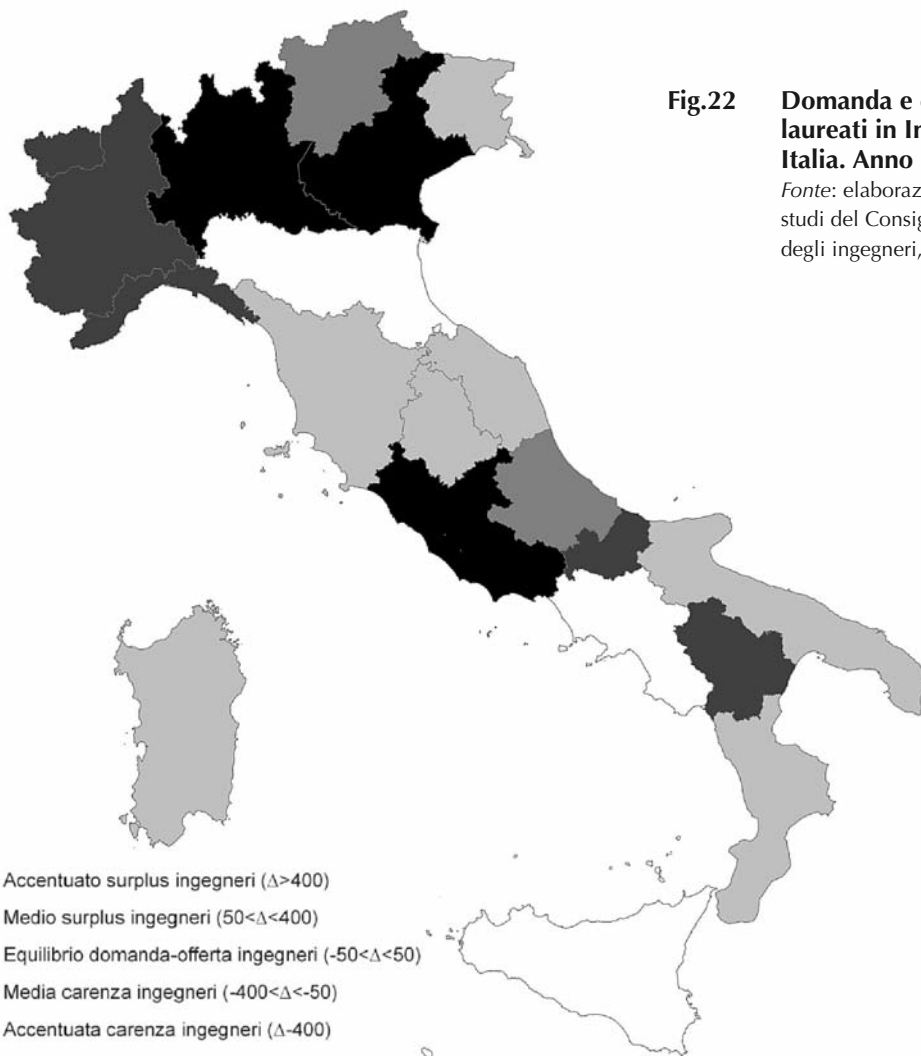 Fig.22 Domanda e
laureati in In
Italia. Anno
Fonte: elaboraz
studi del Consig
degli ingegneri,
Accentuato surplus ingegneri (Δ>400)
Medio surplus ingegneri (50<Δ<400)
Equilibrio domanda-offerta ingegneri (-50<Δ<50)
Media carenza ingegneri (-400<Δ<-50)
Accentuata carenza ingegneri (Δ-400)